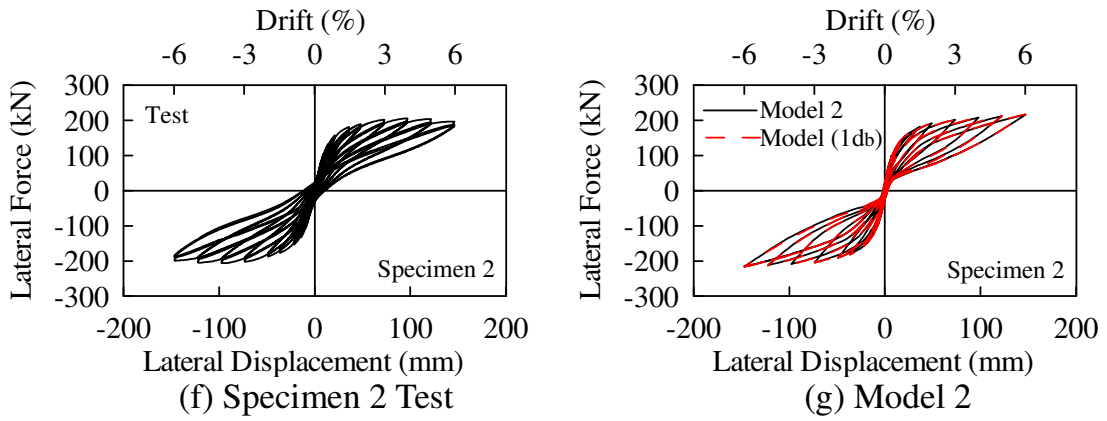 Drift (%)
-6 -3 0 3 6
Lateral Force (kN)
300
200
100
0
-100
-200
-300
Test
Specimen 2
-200 -100 0 100 200
Lateral Displacement (mm)
(f) Specimen 2 Test
Drift (%)
-6 -3 0 3 6
Lateral Force (kN)
300
200
100
0
-100
-200
-300
Model 2
Model (1db)
Specimen 2
-200 -100 0 100 200
Lateral Displacement (mm)
(g) Model 2